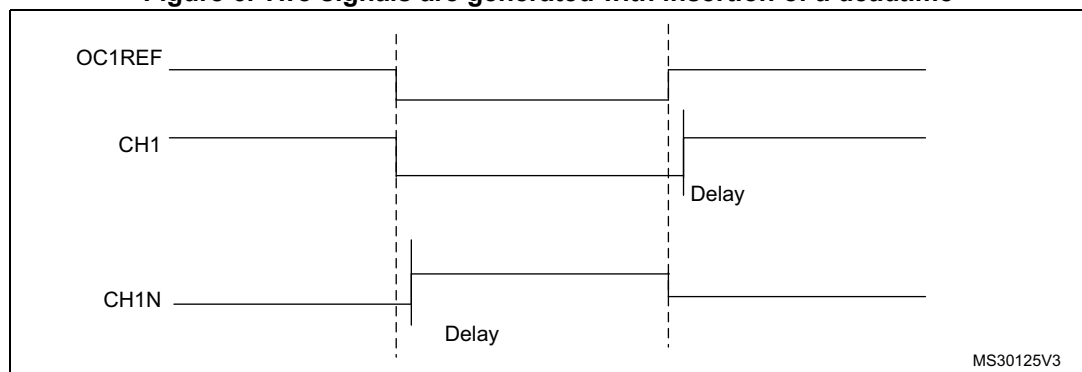 Figure 6. Two signals are generated with insertion of a deadtime
OC1REF
CH1
Delay
CH1N
Delay
MS30125V3